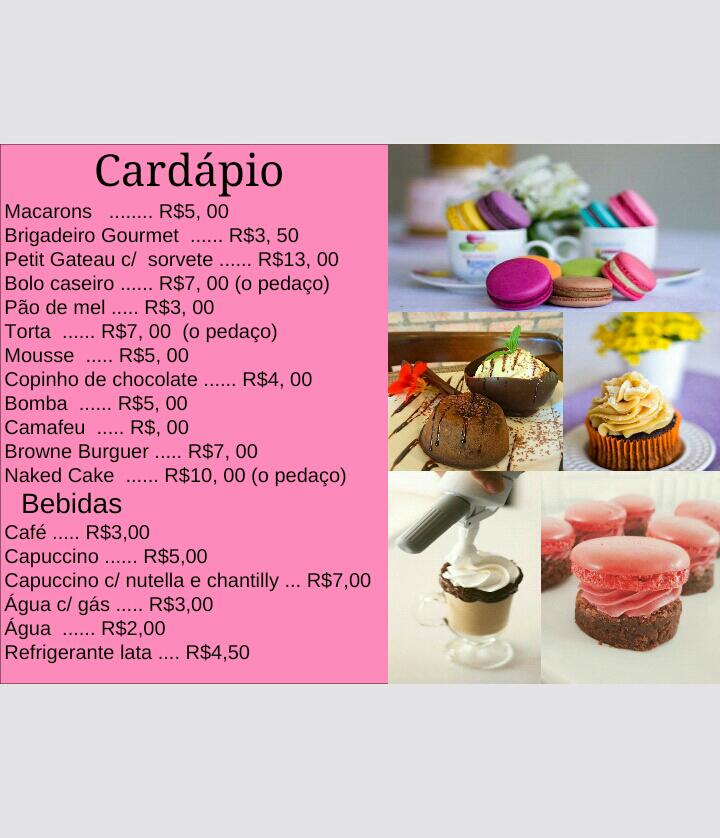 Cardápio
Macarons ........ R$5, 00
Brigadeiro Gourmet ...... R$3, 50
Petit Gateau c/ sorvete ...... R$13, 00
Bolo caseiro ...... R$7, 00 (o pedaço)
Pão de mel ..... R$3, 00
Torta ...... R$7, 00 (o pedaço)
Mousse ..... R$5, 00
Copinho de chocolate ...... R$4, 00
Bomba ...... R$5, 00
Camafeu ..... R$, 00
Browne Burguer ..... R$7, 00
Naked Cake ...... R$10, 00 (o pedaço)
Bebidas
Café ..... R$3,00
Capuccino ...... R$5,00
Capuccino c/ nutella e chantilly ... R$7,00
Água c/ gás ..... R$3,00
Água ...... R$2,00
Refrigerante lata .... R$4,50